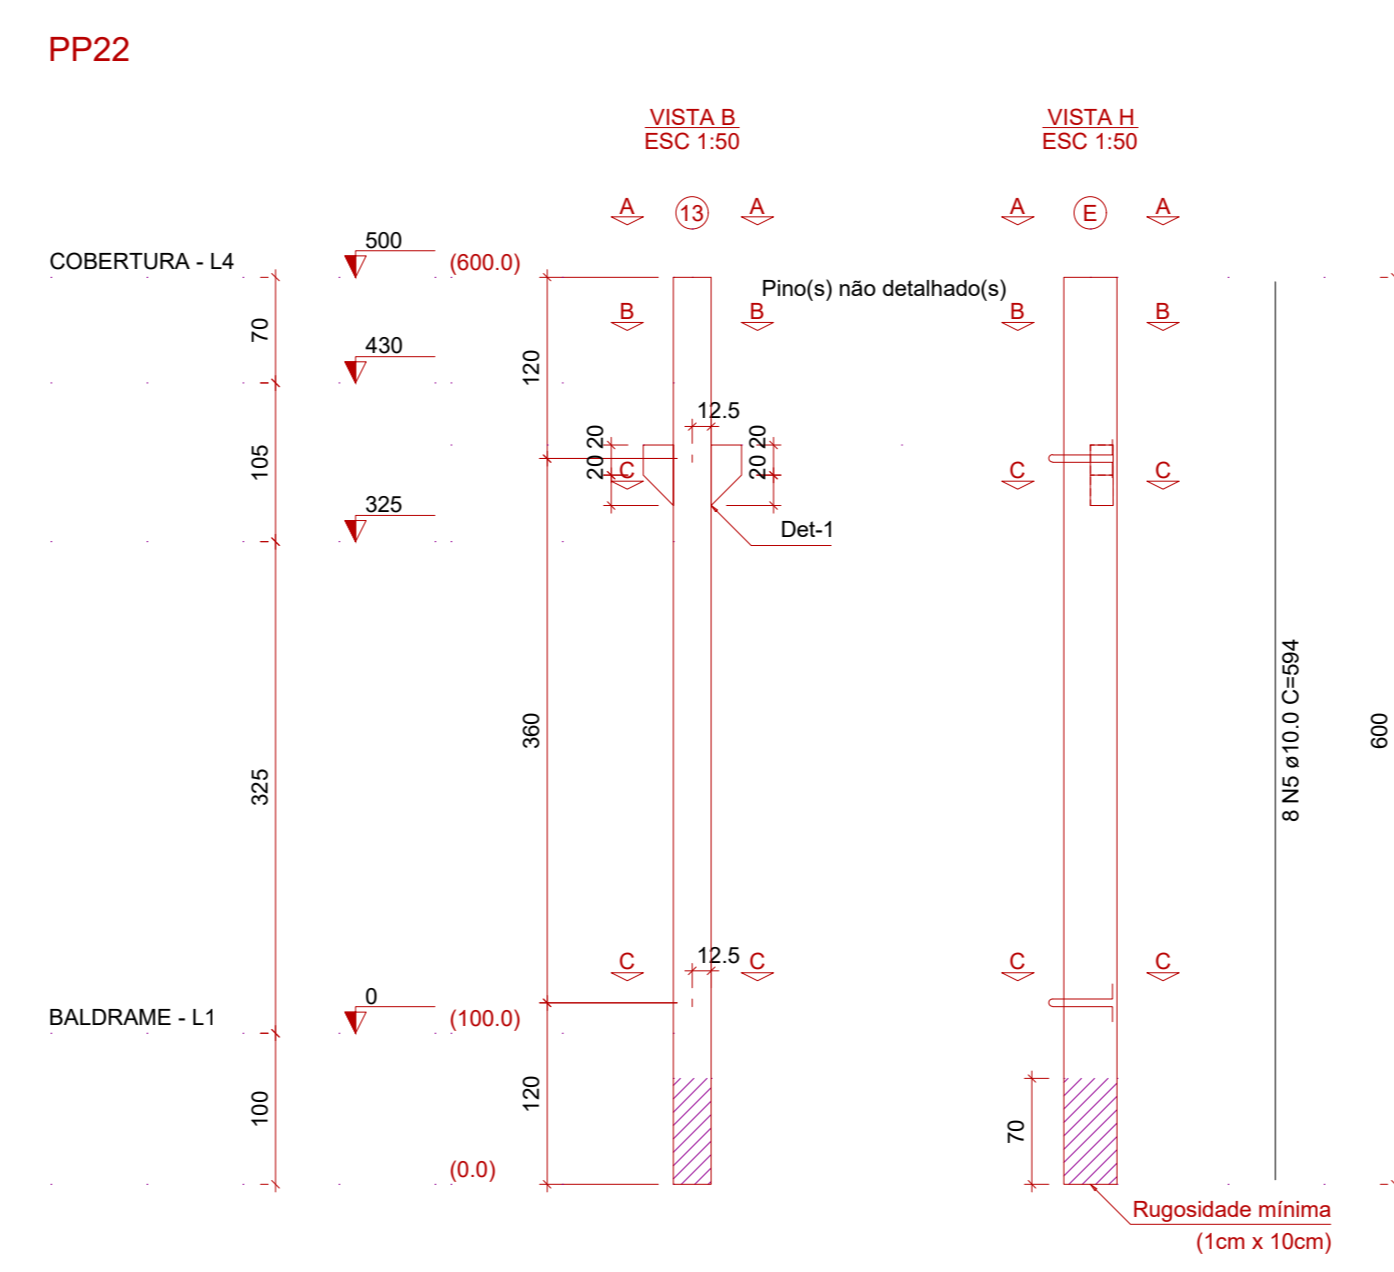 PP22
VISTA B
ESC 1:50
VISTA H
ESC 1:50
A
13
A
A
E
A
COBERTURA - L4
500
(600.0)
Pino(s) não detalhado(s)
B
B
B
B
70
430
120
12.5
20
20
20
20
105
C
C
C
325
Det-1
8 N5 ø10.0 C=594
600
360
325
12.5
C
C
C
C
BALDRAME - L1
0
(100.0)
100
120
70
(0.0)
Rugosidade mínima
(1cm x 10cm)